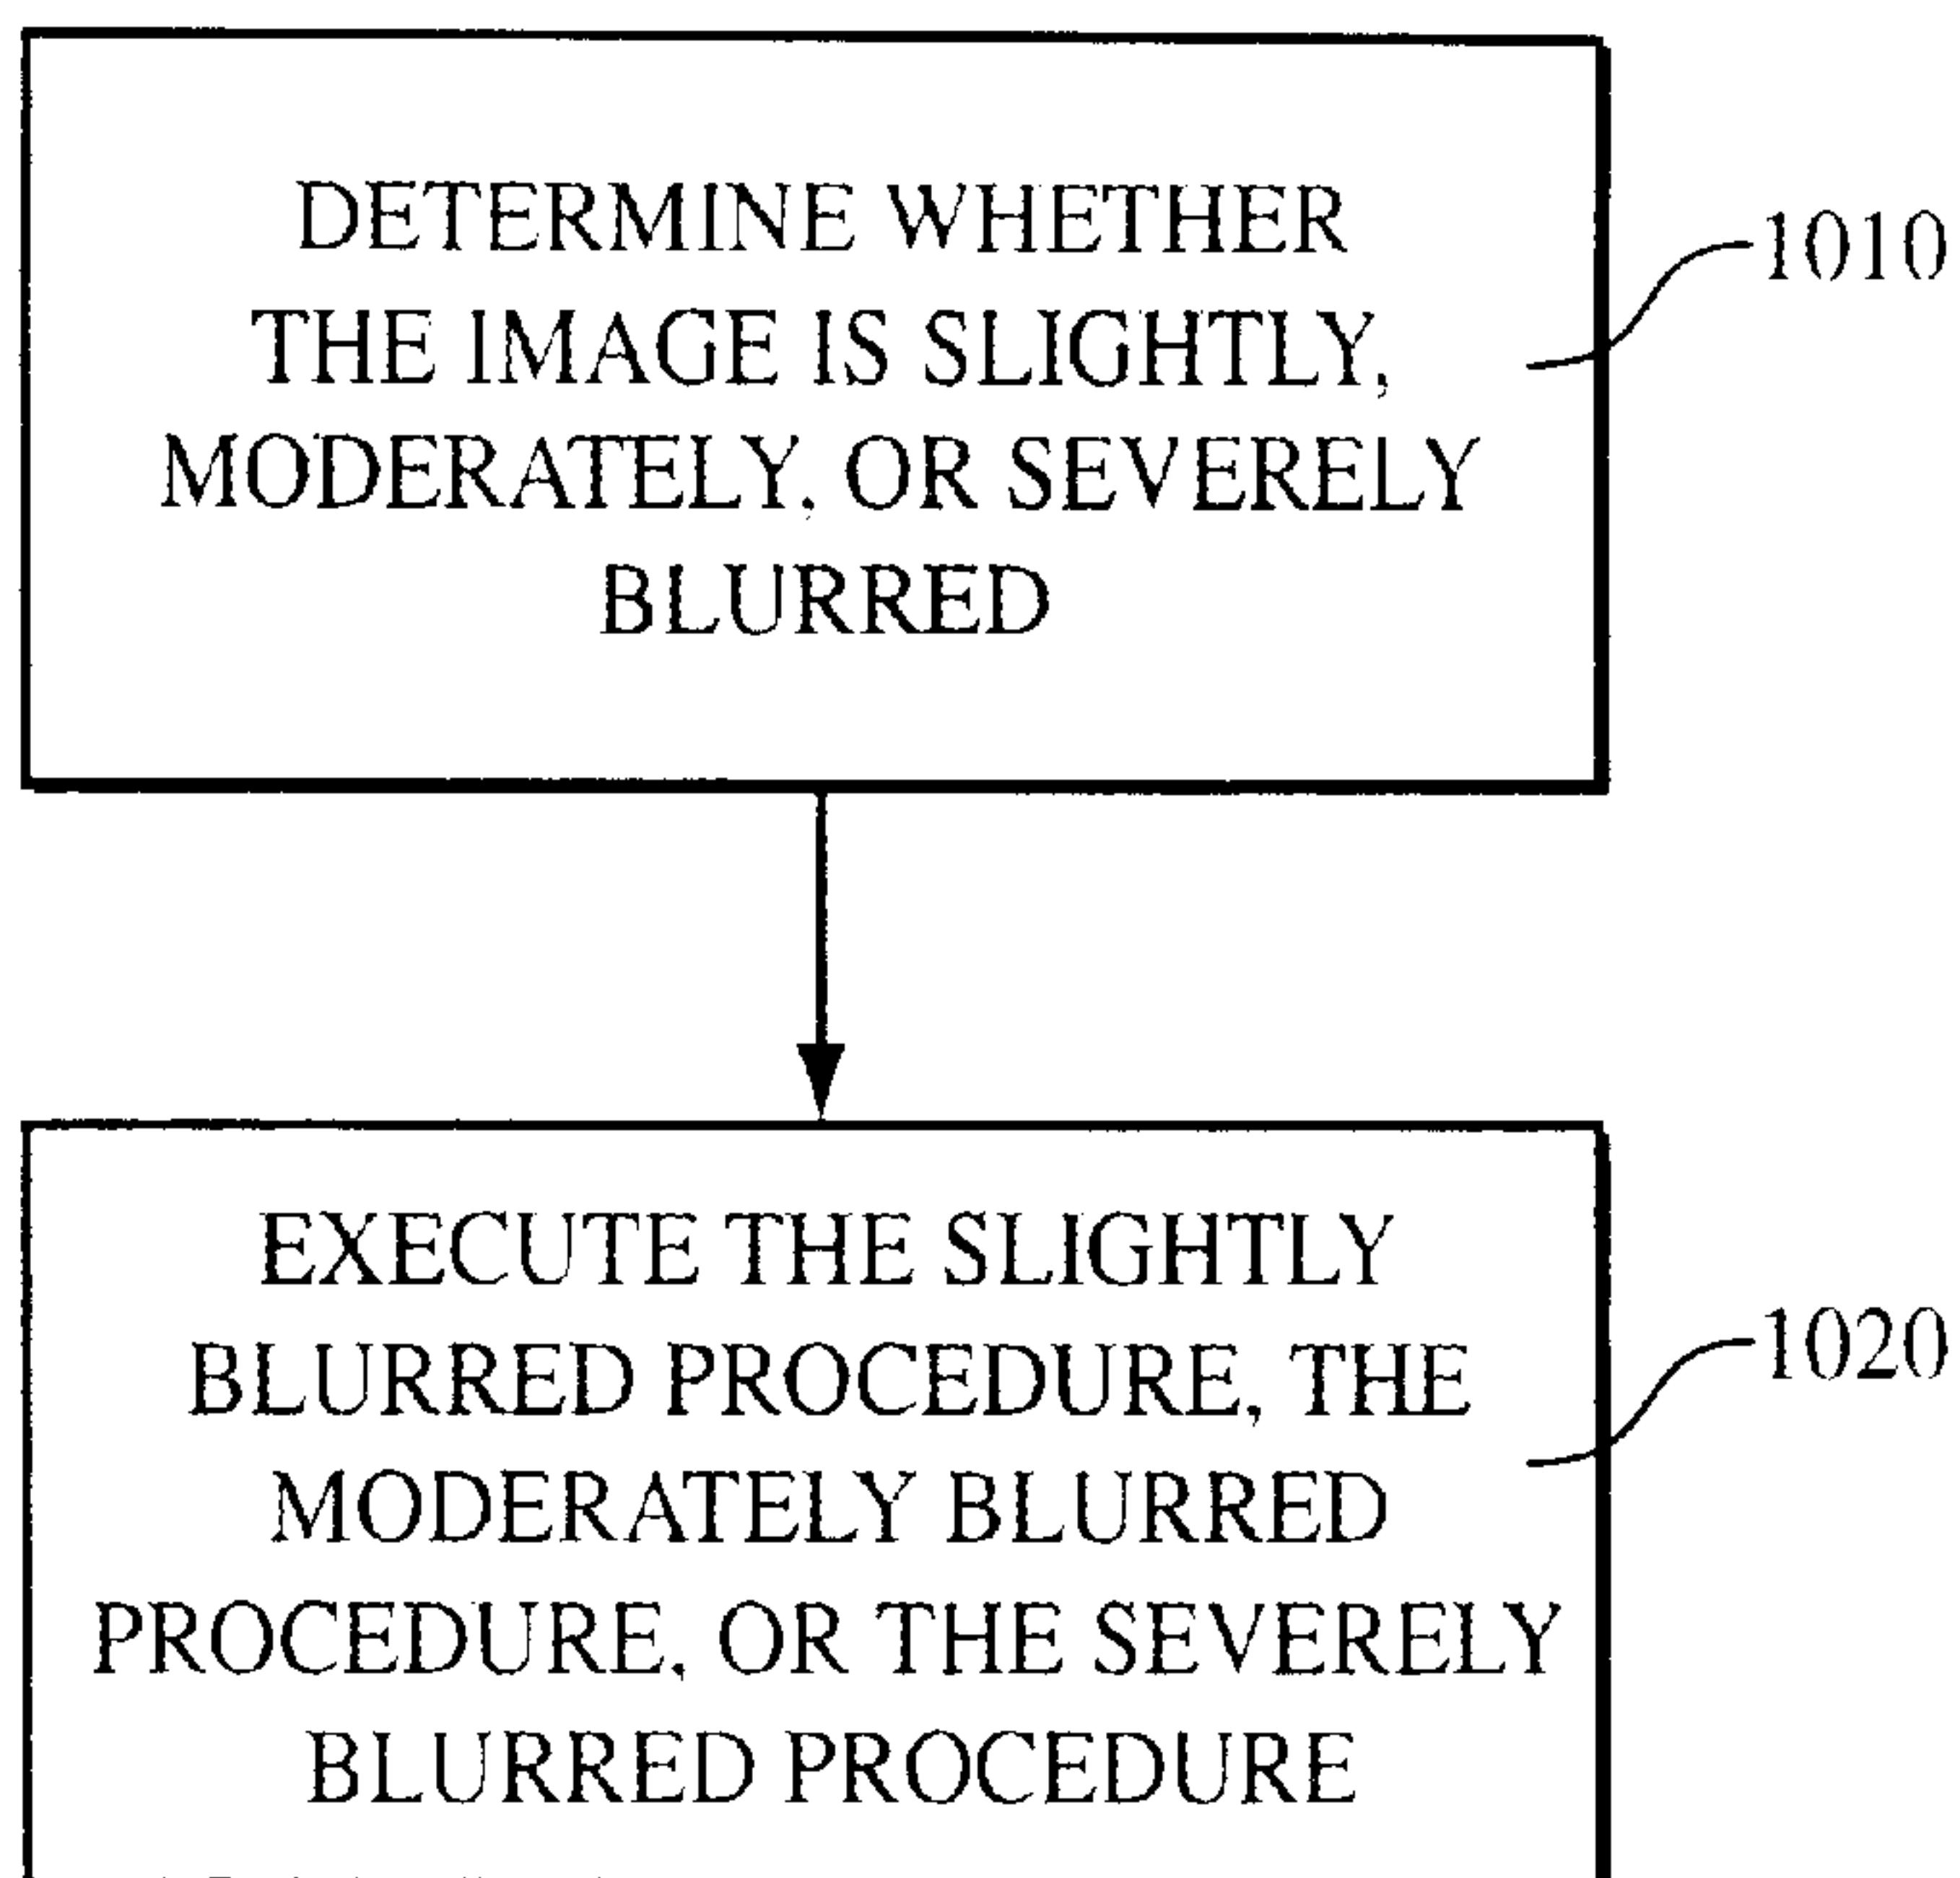 DETERMINE WHETHER
THE IMAGE IS SLIGHTLY,
MODERATELY, OR SEVERELY
BLURRED
1010
EXECUTE THE SLIGHTLY
BLURRED PROCEDURE, THE
MODERATELY BLURRED
PROCEDURE, OR THE SEVERELY
BLURRED PROCEDURE
1020